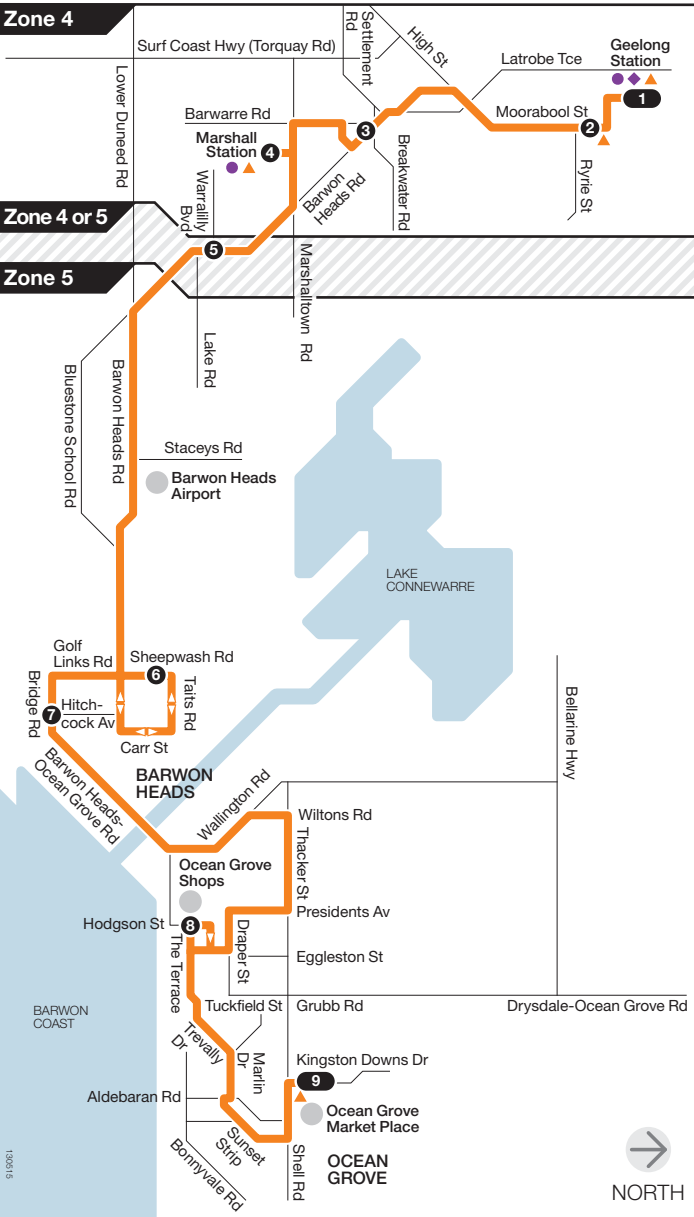 Zone 4
Surf Coast Hwy (Torquay Rd)
Settlement
Rd
High St
Latrobe Tce
Geelong
Station
1
Lower Duneed Rd
Barwarre Rd
Moorabool St
2
3
Marshall
Station
4
Warralilly
Bvd
Barwon
Heads Rd
Breakwater Rd
Ryrie St
Zone 4 or 5
5
Marshalltown Rd
Zone 5
Lake Rd
Bluestone School Rd
Barwon Heads Rd
Staceys Rd
Barwon Heads
Airport
LAKE
CONNEWARRE
Golf
Links Rd
Sheepwash Rd
6
Bridge Rd
7
Hitch-
cock Av
Taits Rd
Carr St
Bellarine Hwy
BARWON
HEADS
Barwon Heads-
Ocean Grove Rd
Wallington Rd
Wiltons Rd
Thacker St
Ocean Grove
Shops
Hodgson St
8
Presidents Av
The Terrace
Draper St
Eggleston St
BARWON
COAST
Tuckfield St
Grubb Rd
Drysdale-Ocean Grove Rd
Trevally
Dr
Marlin
Dr
Kingston Downs Dr
9
Aldebaran Rd
Ocean Grove
Market Place
Sunset
Strip
Bonnyvale Rd
Shell Rd
OCEAN
GROVE
130515
NORTH